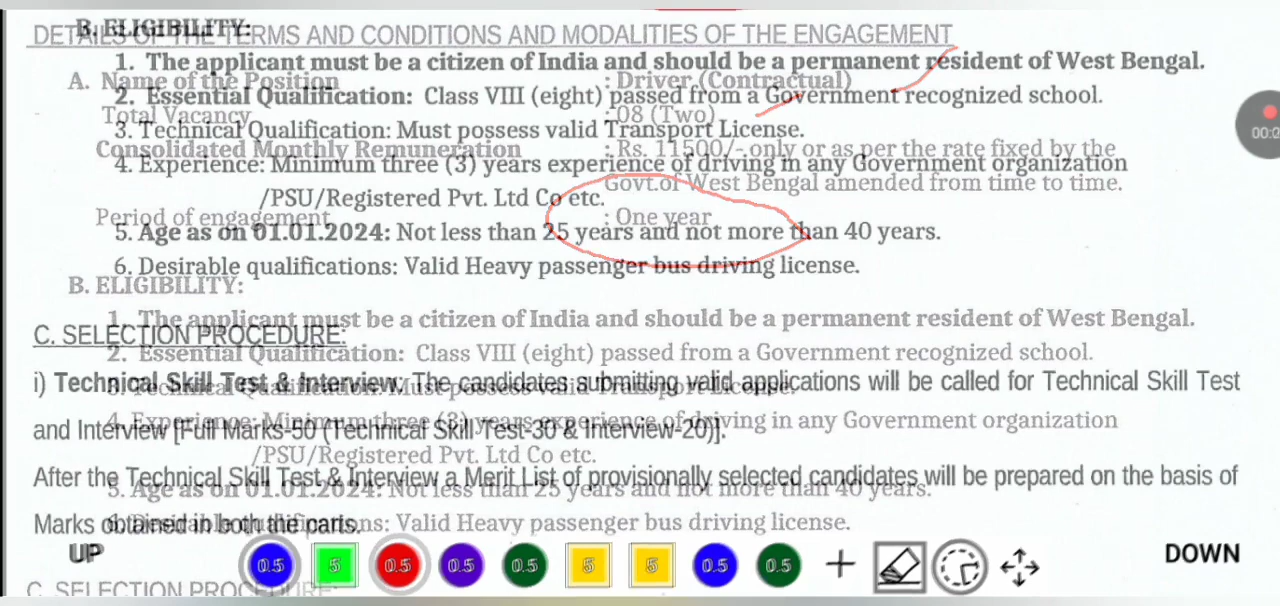 DETAILS OF THE TERMS AND CONDITIONS AND MODALITIES OF THE ENGAGEMENT
B. ELIGIBILITY:
1. The applicant must be a citizen of India and should be a permanent resident of West Bengal.
A. Name of the Position : Driver (Contractual)
2. Essential Qualification: Class VIII (eight) passed from a Government recognized school.
Total Vacancy : 08 (Two)
3. Technical Qualification: Must possess valid Transport License.
Consolidated Monthly Remuneration : Rs. 11500/- only or as per the rate fixed by the
4. Experience: Minimum three (3) years experience of driving in any Government organization
Govt.of West Bengal amended from time to time.
/PSU/Registered Pvt. Ltd Co etc.
Period of engagement : One year
5. Age as on 01.01.2024: Not less than 25 years and not more than 40 years.
6. Desirable qualifications: Valid Heavy passenger bus driving license.
B. ELIGIBILITY:
1. The applicant must be a citizen of India and should be a permanent resident of West Bengal.
C. SELECTION PROCEDURE:
2. Essential Qualification: Class VIII (eight) passed from a Government recognized school.
i) Technical Skill Test & Interview: The candidates submitting valid applications will be called for Technical Skill Test
3. Technical Qualification: Must possess valid Transport License.
4. Experience: Minimum three (3) years experience of driving in any Government organization
and Interview [Full Marks-50 (Technical Skill Test-30 & Interview-20)].
/PSU/Registered Pvt. Ltd Co etc.
After the Technical Skill Test & Interview a Merit List of provisionally selected candidates will be prepared on the basis of
5. Age as on 01.01.2024: Not less than 25 years and not more than 40 years.
Marks obtained in both the parts.
6. Desirable qualifications: Valid Heavy passenger bus driving license.
UP 0.5 5 0.5 0.5 0.5 5 5 0.5 0.5 + DOWN
C. SELECTION PROCEDURE: